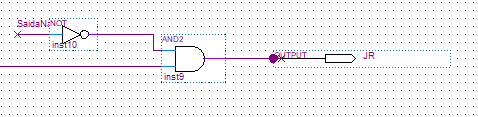 SaidaN
NOT
inst10
AND2
inst9
OUTPUT
JR